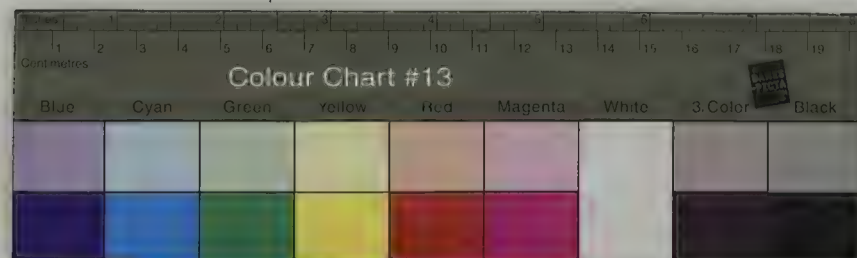 1 2 3 4 5 6
1 2 3 4 5 6 7 8 9 10 11 12 13 14 15 16 17 18 19
Centimetres
Colour Chart #13
Blue Cyan Green Yellow Red Magenta White 3.Color Black